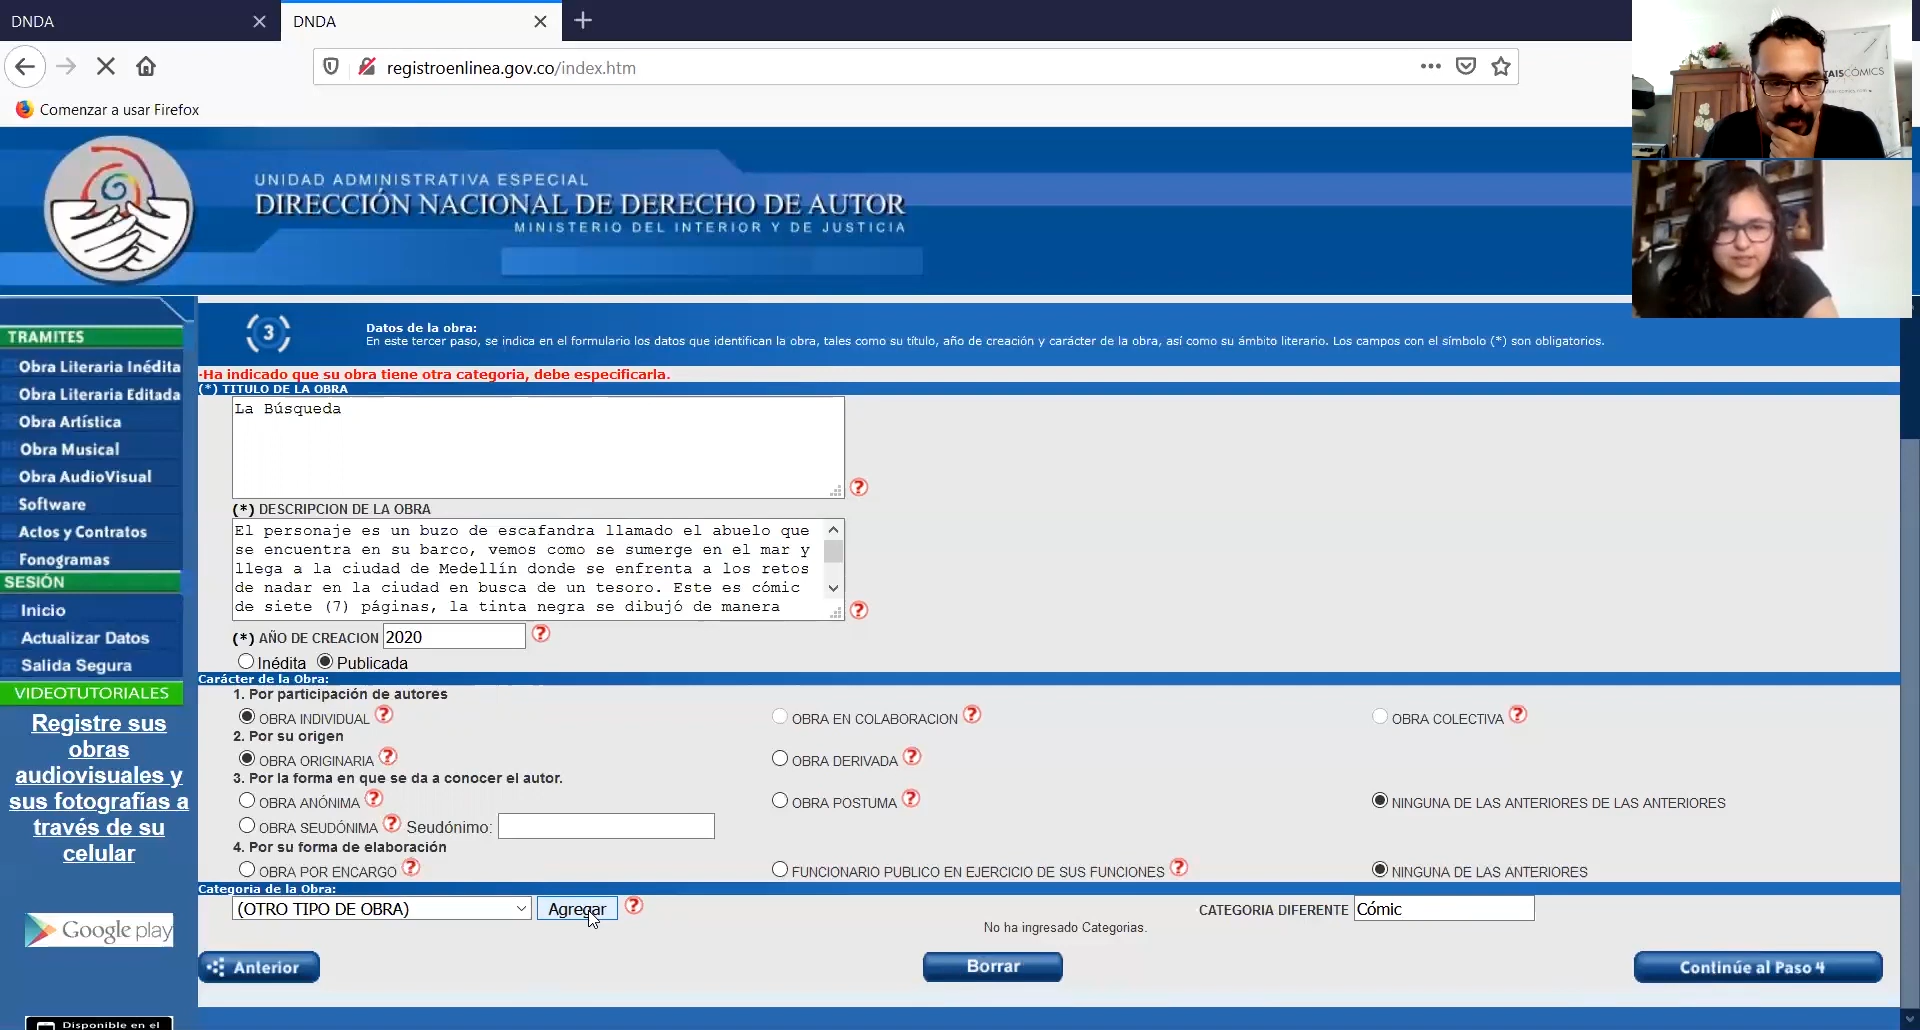 DNDA
DNDA
registroenlinea.gov.co/index.htm
Comenzar a usar Firefox
TAISCÓMICS
UNIDAD ADMINISTRATIVA ESPECIAL
DIRECCIÓN NACIONAL DE DERECHO DE AUTOR
MINISTERIO DEL INTERIOR Y DE JUSTICIA
TRAMITES
Obra Literaria Inédita
Obra Literaria Editada
Obra Artística
Obra Musical
Obra AudioVisual
Software
Actos y Contratos
Fonogramas
SESIÓN
Inicio
Actualizar Datos
Salida Segura
VIDEOTUTORIALES
Registre sus
obras
audiovisuales y
sus fotografías a
través de su
celular
Google play
Disponible en el
3
Datos de la obra:
En este tercer paso, se indica en el formulario los datos que identifican la obra, tales como su título, año de creación y carácter de la obra, así como su ámbito literario. Los campos con el símbolo (*) son obligatorios.
·Ha indicado que su obra tiene otra categoria, debe especificarla.
(*) TITULO DE LA OBRA
La Búsqueda
(*) DESCRIPCION DE LA OBRA
El personaje es un buzo de escafandra llamado el abuelo que
se encuentra en su barco, vemos como se sumerge en el mar y
llega a la ciudad de Medellín donde se enfrenta a los retos
de nadar en la ciudad en busca de un tesoro. Este es cómic
de siete (7) páginas, la tinta negra se dibujó de manera
(*) AÑO DE CREACION 2020
Inédita Publicada
Carácter de la Obra:
1. Por participación de autores
OBRA INDIVIDUAL OBRA EN COLABORACION OBRA COLECTIVA
2. Por su origen
OBRA ORIGINARIA OBRA DERIVADA
3. Por la forma en que se da a conocer el autor.
OBRA ANÓNIMA OBRA POSTUMA NINGUNA DE LAS ANTERIORES DE LAS ANTERIORES
OBRA SEUDÓNIMA Seudónimo:
4. Por su forma de elaboración
OBRA POR ENCARGO FUNCIONARIO PUBLICO EN EJERCICIO DE SUS FUNCIONES NINGUNA DE LAS ANTERIORES
Categoria de la Obra:
(OTRO TIPO DE OBRA) Agregar CATEGORIA DIFERENTE Cómic
No ha ingresado Categorias.
Anterior Borrar Continúe al Paso 4